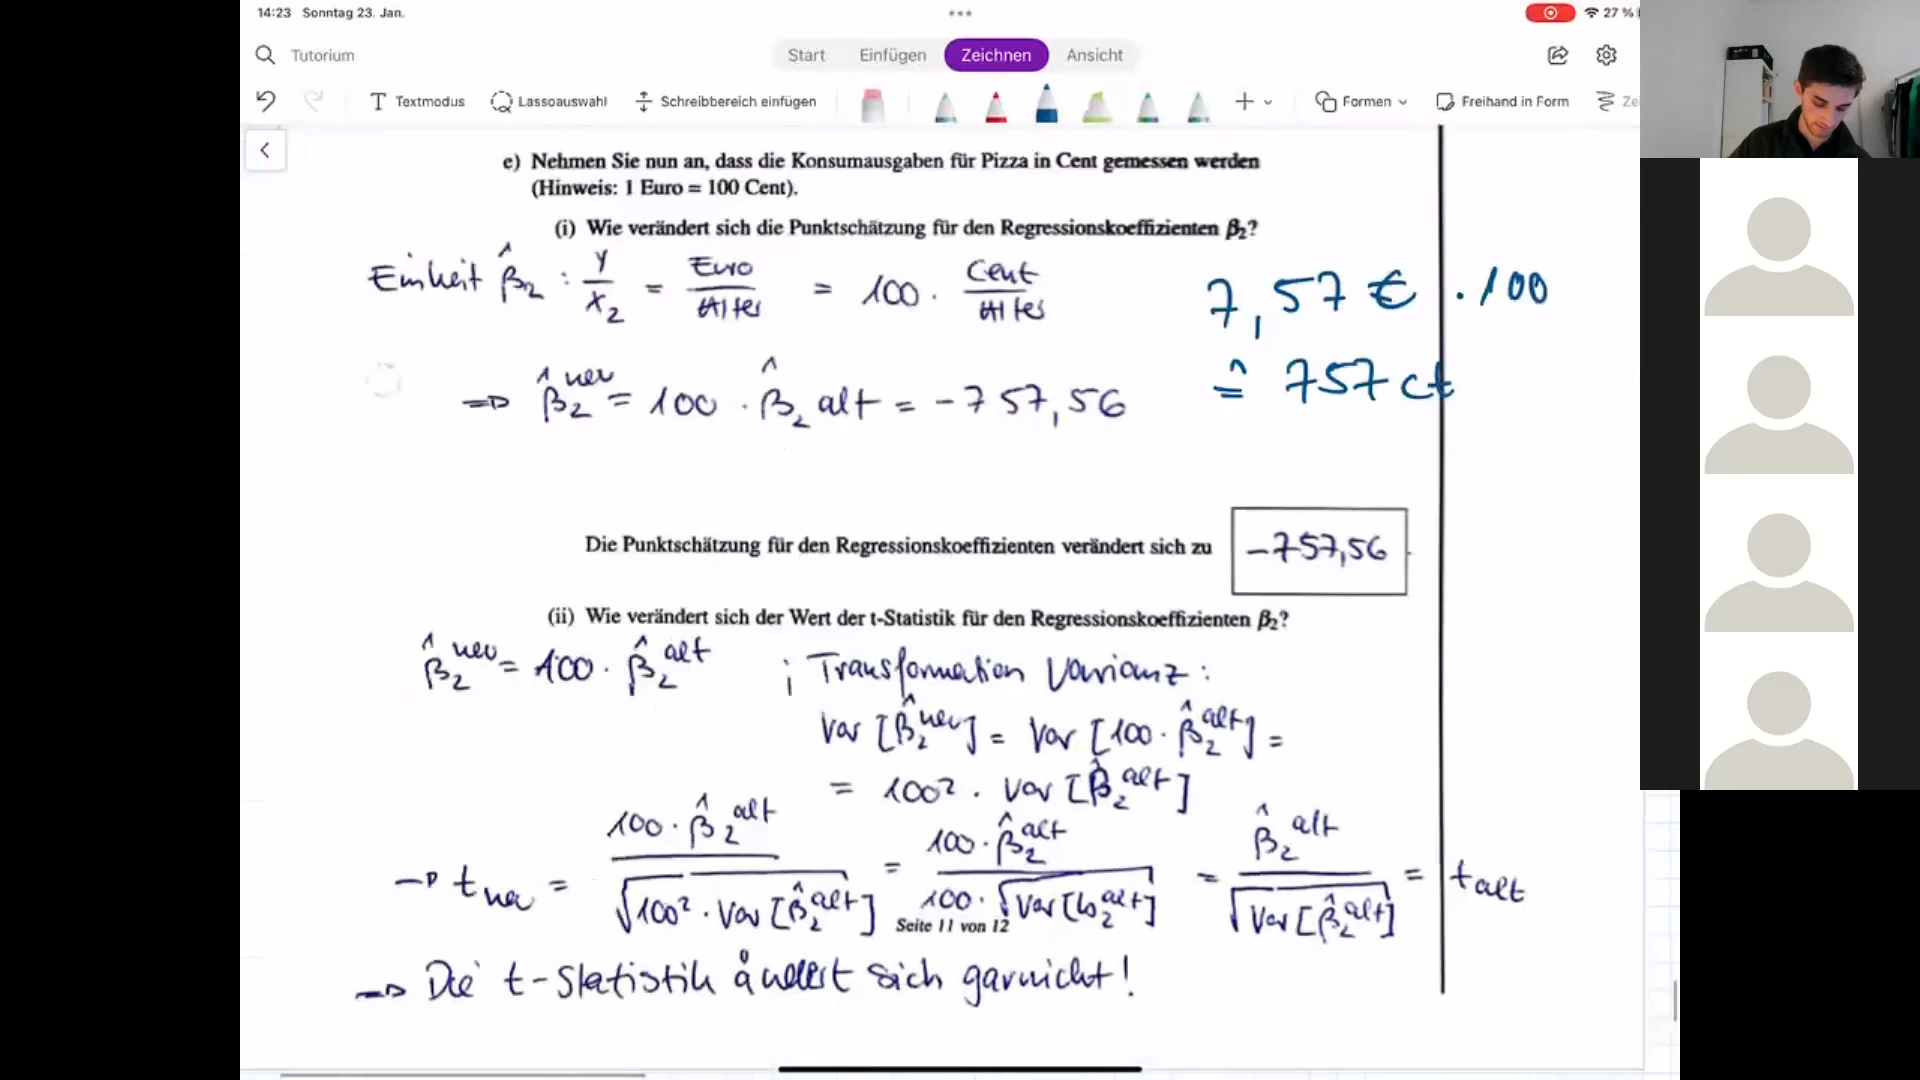 14:23 Sonntag 23. Jan.
27 %
Tutorium
Start Einfügen Zeichnen Ansicht
Textmodus Lassoauswahl Schreibbereich einfügen Formen Freihand in Form Ze
e) Nehmen Sie nun an, dass die Konsumausgaben für Pizza in Cent gemessen werden
(Hinweis: 1 Euro = 100 Cent).
(i) Wie verändert sich die Punktschätzung für den Regressionskoeffizienten β₂?
Einheit β̂₂ : Y/X₂ = Euro/Alter = 100 · Cent/Alter
7,57 € · 100
≙ 757 ct
⇒ β̂₂ neu = 100 · β̂₂ alt = -757,56
Die Punktschätzung für den Regressionskoeffizienten verändert sich zu -757,56
(ii) Wie verändert sich der Wert der t-Statistik für den Regressionskoeffizienten β₂?
β̂₂ neu = 100 · β̂₂ alt ; Transformation Varianz :
Var [β̂₂ neu] = Var [100 · β̂₂ alt] =
= 100² · Var [β̂₂ alt]
→ t neu = 100 · β̂₂ alt / √100² · Var [β̂₂ alt] = 100 · β̂₂ alt / 100 · √Var [b₂ alt] = β̂₂ alt / √Var [β̂₂ alt] = t alt
Seite 11 von 12
⇒ Die t-Statistik ändert sich garnicht!